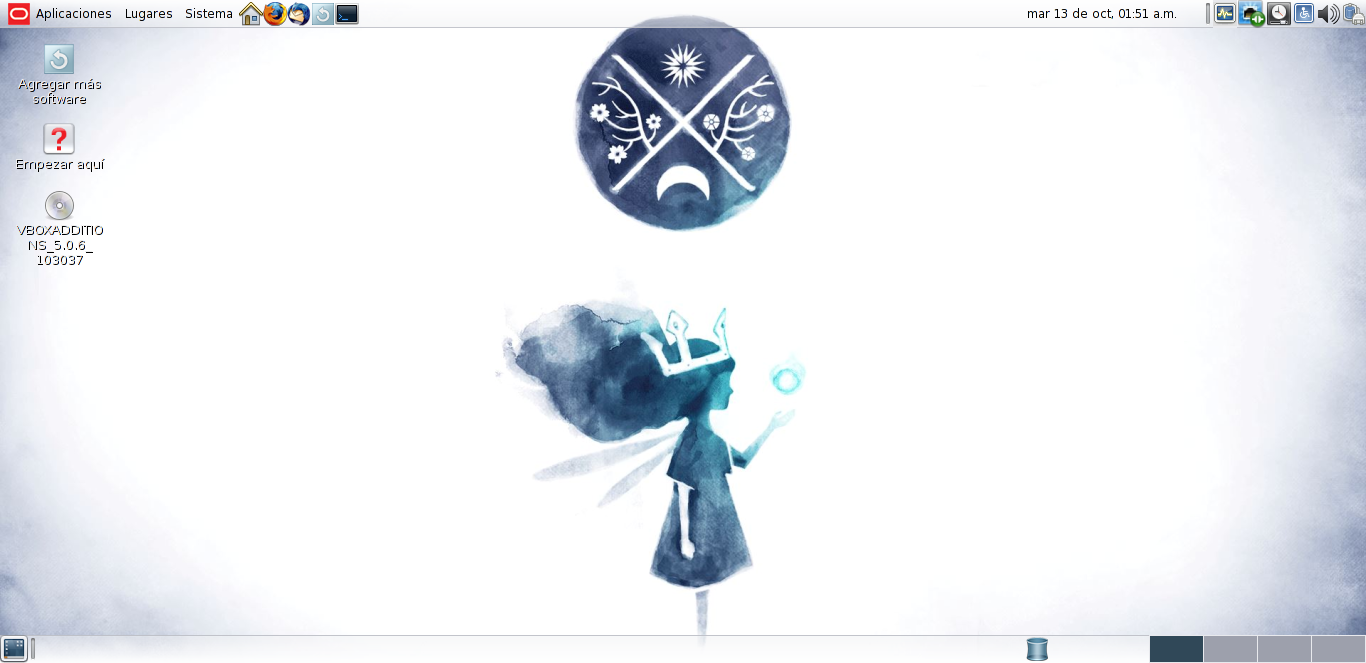 Aplicaciones Lugares Sistema mar 13 de oct, 01:51 a.m.
Agregar más
software
Empezar aquí
VBOXADDITIO
NS_5.0.6_
103037